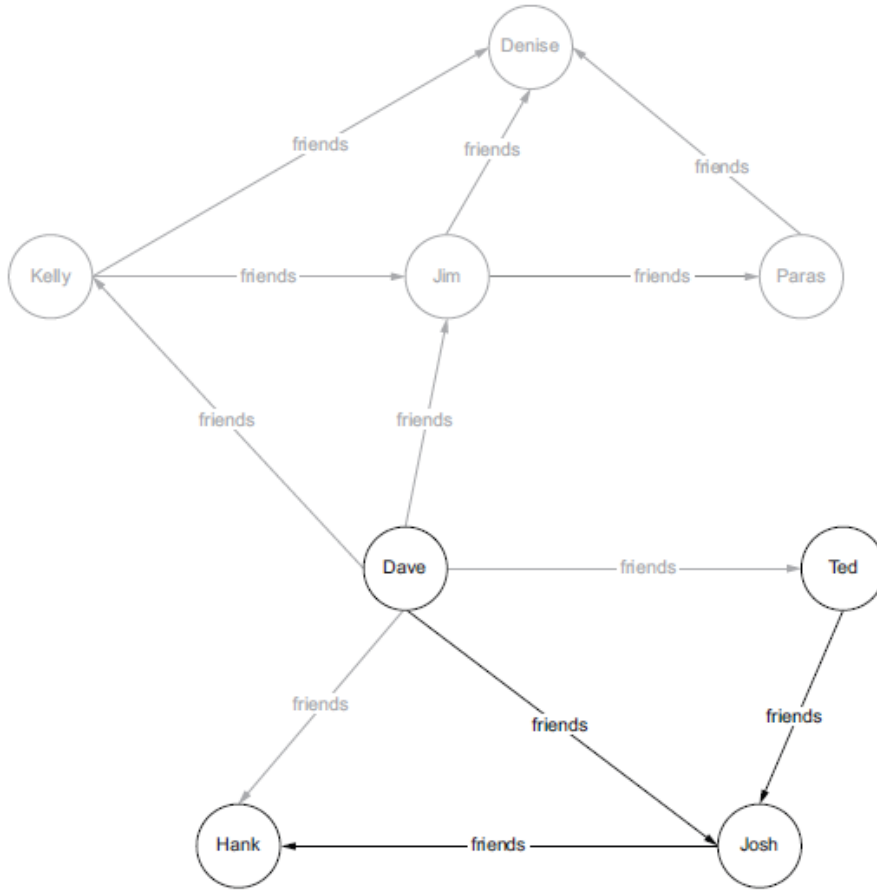 Denise
friends
friends
friends
Kelly
friends
Jim
friends
Paras
friends
friends
Dave
friends
Ted
friends
friends
friends
Hank
friends
Josh